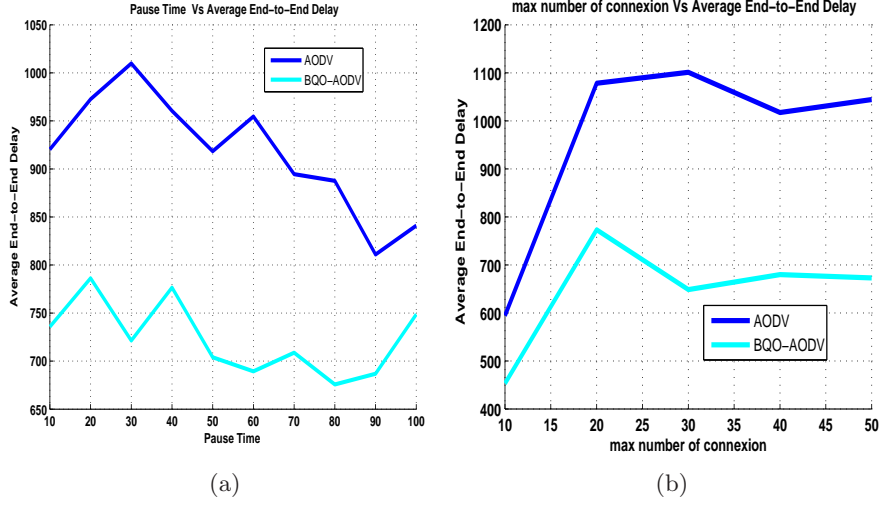 Pause Time Vs Average End-to-End Delay
1050
1000
950
900
850
800
750
700
650
Average End-to-End Delay
AODV
BQO-AODV
10 20 30 40 50 60 70 80 90 100
Pause Time
(a)
max number of connexion Vs Average End-to-End Delay
1200
1100
1000
900
800
700
600
500
400
Average End-to-End Delay
AODV
BQO-AODV
10 15 20 25 30 35 40 45 50
max number of connexion
(b)